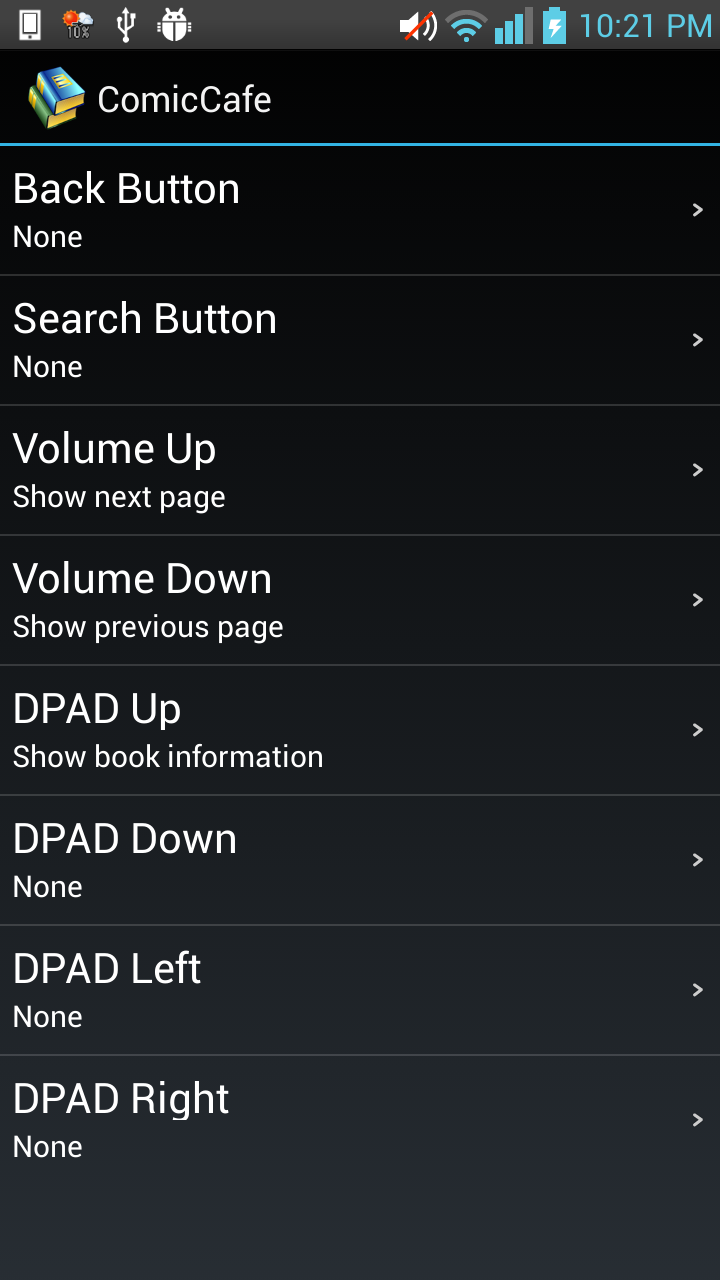 10%
10:21 PM
ComicCafe
Back Button
None
Search Button
None
Volume Up
Show next page
Volume Down
Show previous page
DPAD Up
Show book information
DPAD Down
None
DPAD Left
None
DPAD Right
None